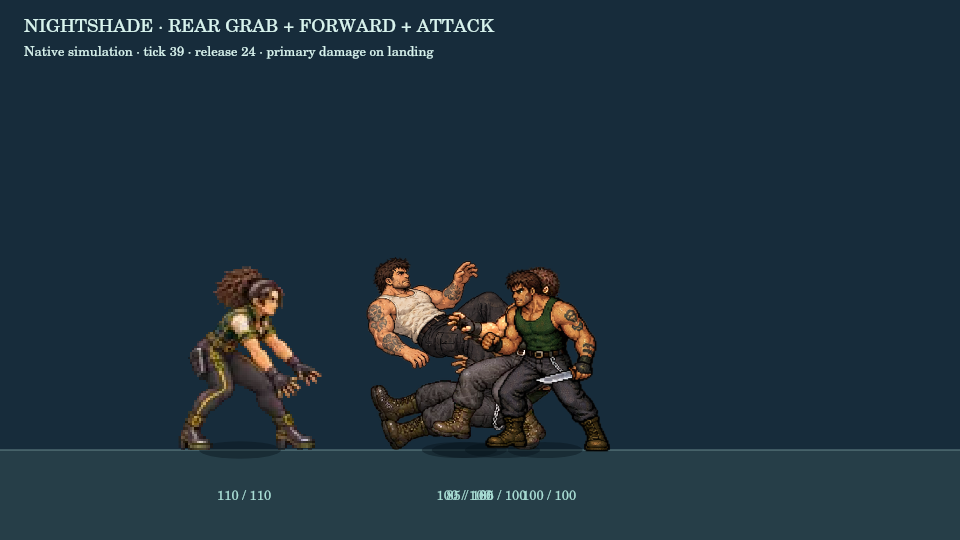 NIGHTSHADE · REAR GRAB + FORWARD + ATTACK
Native simulation · tick 39 · release 24 · primary damage on landing
110 / 110 100 / 100